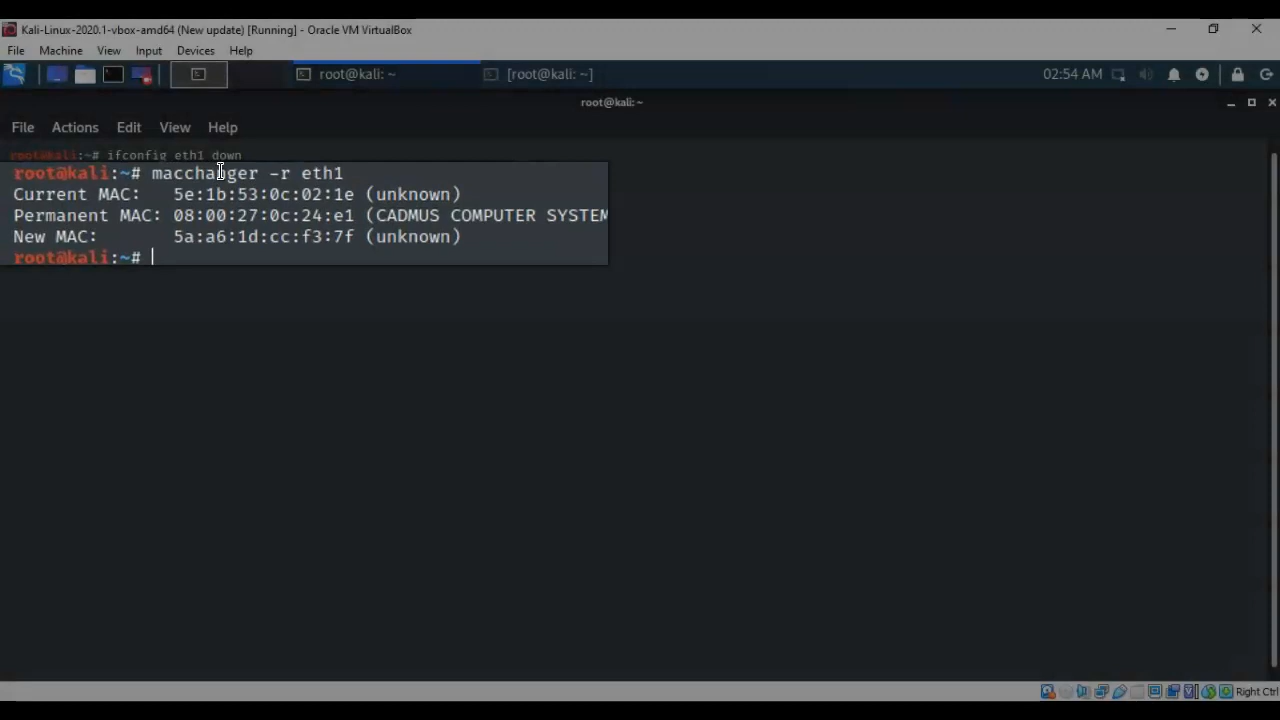 Kali-Linux-2020.1-vbox-amd64 (New update) [Running] - Oracle VM VirtualBox
File Machine View Input Devices Help
root@kali: ~ [root@kali: ~] 02:54 AM
root@kali: ~
File Actions Edit View Help
root@kali:~# ifconfig eth1 down
root@kali:~# macchanger -r eth1
Current MAC: 5e:1b:53:0c:02:1e (unknown)
Permanent MAC: 08:00:27:0c:24:e1 (CADMUS COMPUTER SYSTEM
New MAC: 5a:a6:1d:cc:f3:7f (unknown)
root@kali:~#
Right Ctrl